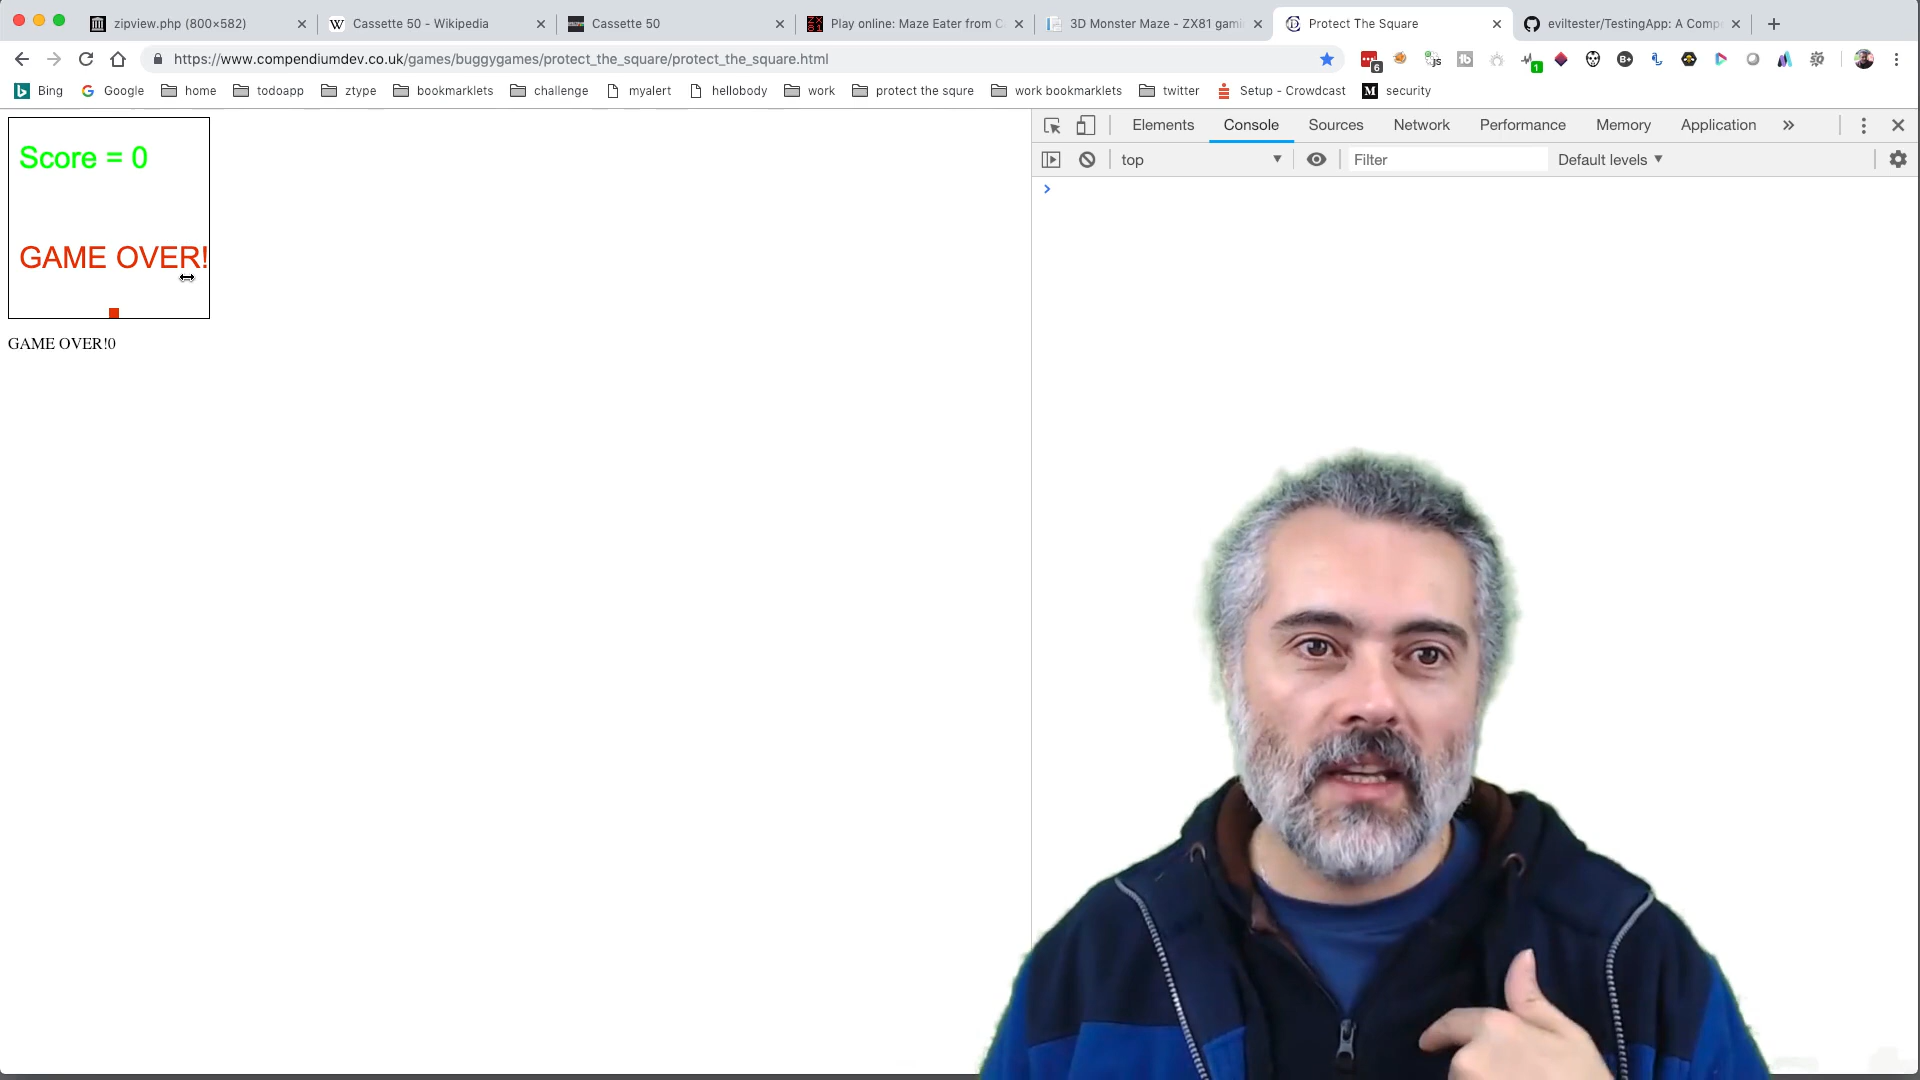 zipview.php (800×582)
Cassette 50 - Wikipedia
Cassette 50
Play online: Maze Eater from C
3D Monster Maze - ZX81 gami
Protect The Square
eviltester/TestingApp: A Comp
https://www.compendiumdev.co.uk/games/buggygames/protect_the_square/protect_the_square.html
Bing
Google
home
todoapp
ztype
bookmarklets
challenge
myalert
hellobody
work
protect the squre
work bookmarklets
twitter
Setup - Crowdcast
security
Elements
Console
Sources
Network
Performance
Memory
Application
top
Filter
Default levels
Score = 0
GAME OVER!
GAME OVER!0